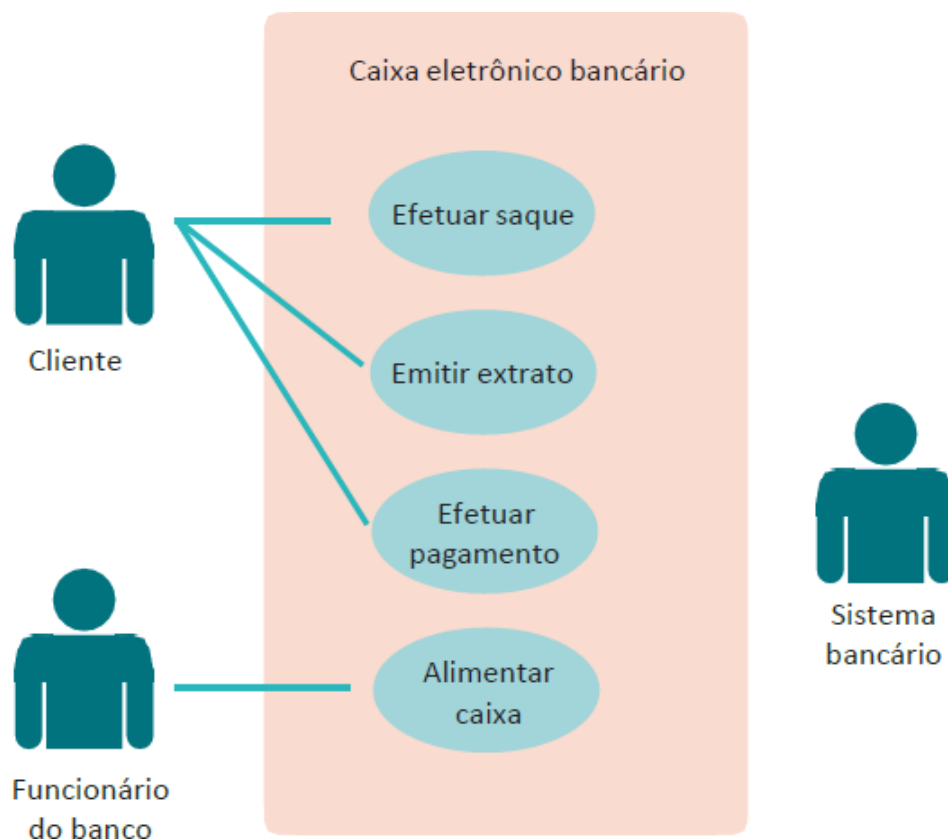 Caixa eletrônico bancário
Efetuar saque
Cliente
Emitir extrato
Efetuar
pagamento
Sistema
bancário
Alimentar
caixa
Funcionário
do banco